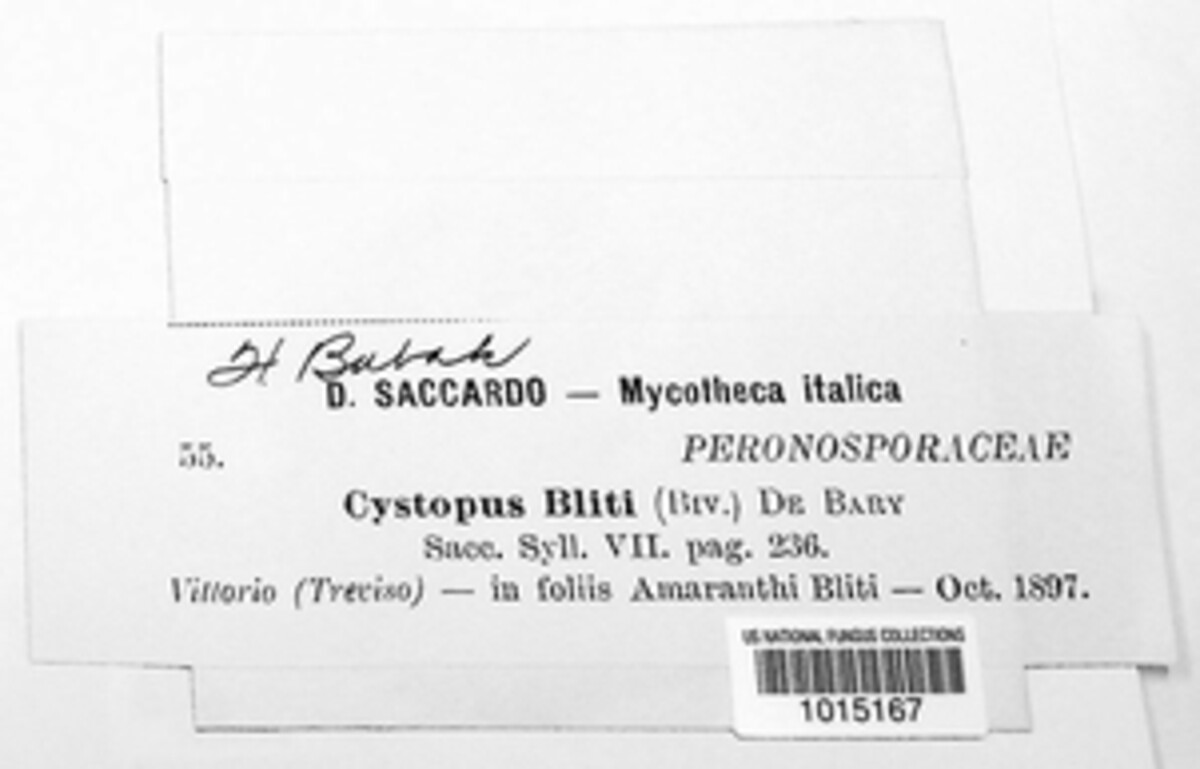 H Bubak
D. SACCARDO — Mycotheca italica
55. PERONOSPORACEAE
Cystopus Bliti (Biv.) De Bary
Sacc. Syll. VII. pag. 236.
Vittorio (Treviso) — in foliis Amaranthi Bliti — Oct. 1897.
US NATIONAL FUNGUS COLLECTIONS
1015167